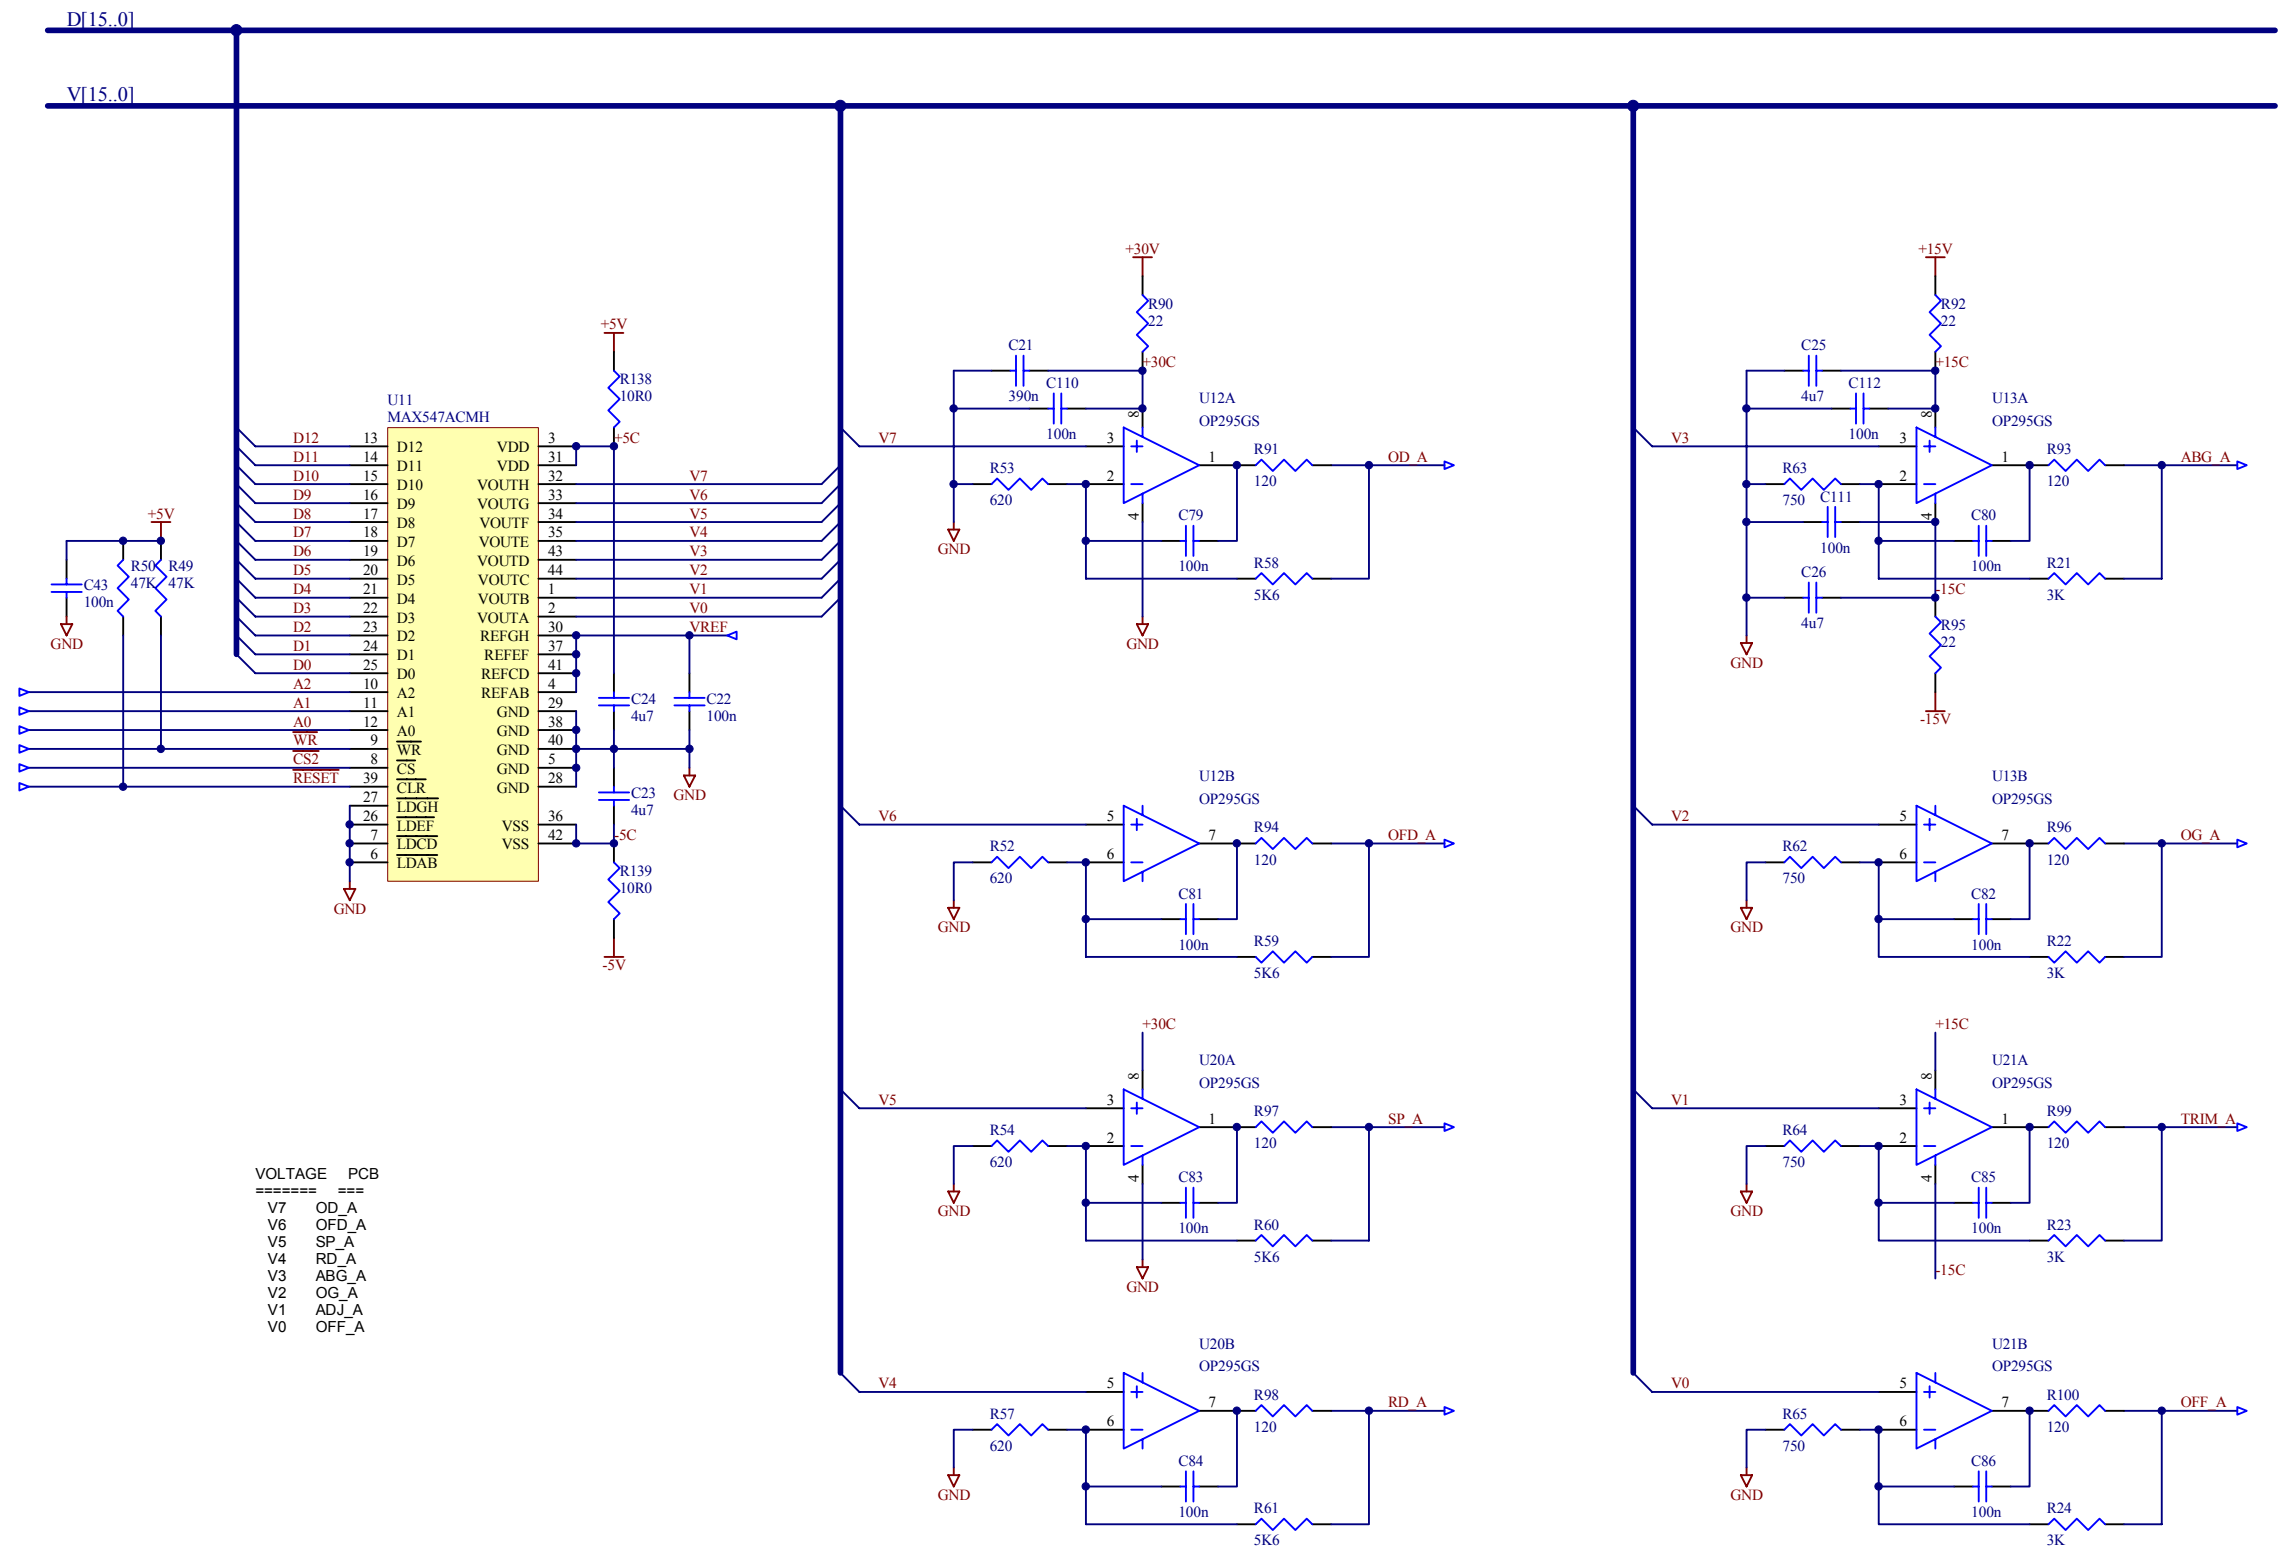 D[15..0]
V[15..0]
+5V
R138
10R0
+5C
U11
MAX547ACMH
D12 13 D12
D11 14 D11
D10 15 D10
D9 16 D9
D8 17 D8
D7 18 D7
D6 19 D6
D5 20 D5
D4 21 D4
D3 22 D3
D2 23 D2
D1 24 D1
D0 25 D0
A2 10 A2
A1 11 A1
A0 12 A0
WR 9 WR
CS2 8 CS
RESET 39 CLR
27 LDGH
26 LDEF
7 LDCD
6 LDAB
GND
VDD 3
VDD 31
VOUTH 32 V7
VOUTG 33 V6
VOUTF 34 V5
VOUTE 35 V4
VOUTD 43 V3
VOUTC 44 V2
VOUTB 1 V1
VOUTA 2 V0
REFGH 30 VREF
REFEF 37
REFCD 41
REFAB 4
GND 29
GND 38
GND 40
GND 5
GND 28
VSS 36
VSS 42
+5V
R50
47K
R49
47K
C43
100n
GND
C24
4u7
C22
100n
GND
C23
4u7
-5C
R139
10R0
-5V
+30V
R90
22
+30C
C21
390n
C110
100n
U12A
OP295GS
8
V7 3
R53
620
2
1
R91
120
OD_A
4
C79
100n
R58
5K6
GND
GND
+15V
R92
22
+15C
C25
4u7
C112
100n
U13A
OP295GS
8
V3 3
R63
750
2
1
R93
120
ABG_A
C111
100n
4
C80
100n
R21
3K
C26
4u7
-15C
R95
22
GND
-15V
U12B
OP295GS
V6 5
R52
620
6
7
R94
120
OFD_A
C81
100n
R59
5K6
GND
U13B
OP295GS
V2 5
R62
750
6
7
R96
120
OG_A
C82
100n
R22
3K
GND
+30C
U20A
OP295GS
8
V5 3
R54
620
2
1
R97
120
SP_A
4
C83
100n
R60
5K6
GND
GND
+15C
U21A
OP295GS
8
V1 3
R64
750
2
1
R99
120
TRIM_A
4
C85
100n
R23
3K
GND
-15C
VOLTAGE PCB
======= ===
V7 OD_A
V6 OFD_A
V5 SP_A
V4 RD_A
V3 ABG_A
V2 OG_A
V1 ADJ_A
V0 OFF_A
U20B
OP295GS
V4 5
R57
620
6
7
R98
120
RD_A
C84
100n
R61
5K6
GND
U21B
OP295GS
V0 5
R65
750
6
7
R100
120
OFF_A
C86
100n
R24
3K
GND